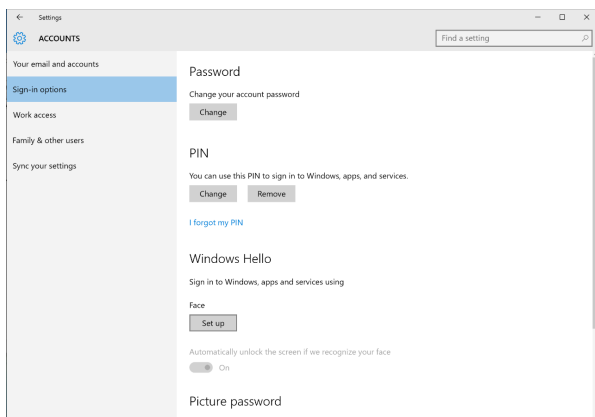 Settings
ACCOUNTS
Find a setting
Your email and accounts
Sign-in options
Work access
Family & other users
Sync your settings
Password
Change your account password
Change
PIN
You can use this PIN to sign in to Windows, apps, and services.
Change Remove
I forgot my PIN
Windows Hello
Sign in to Windows, apps and services using
Face
Set up
Automatically unlock the screen if we recognize your face
On
Picture password